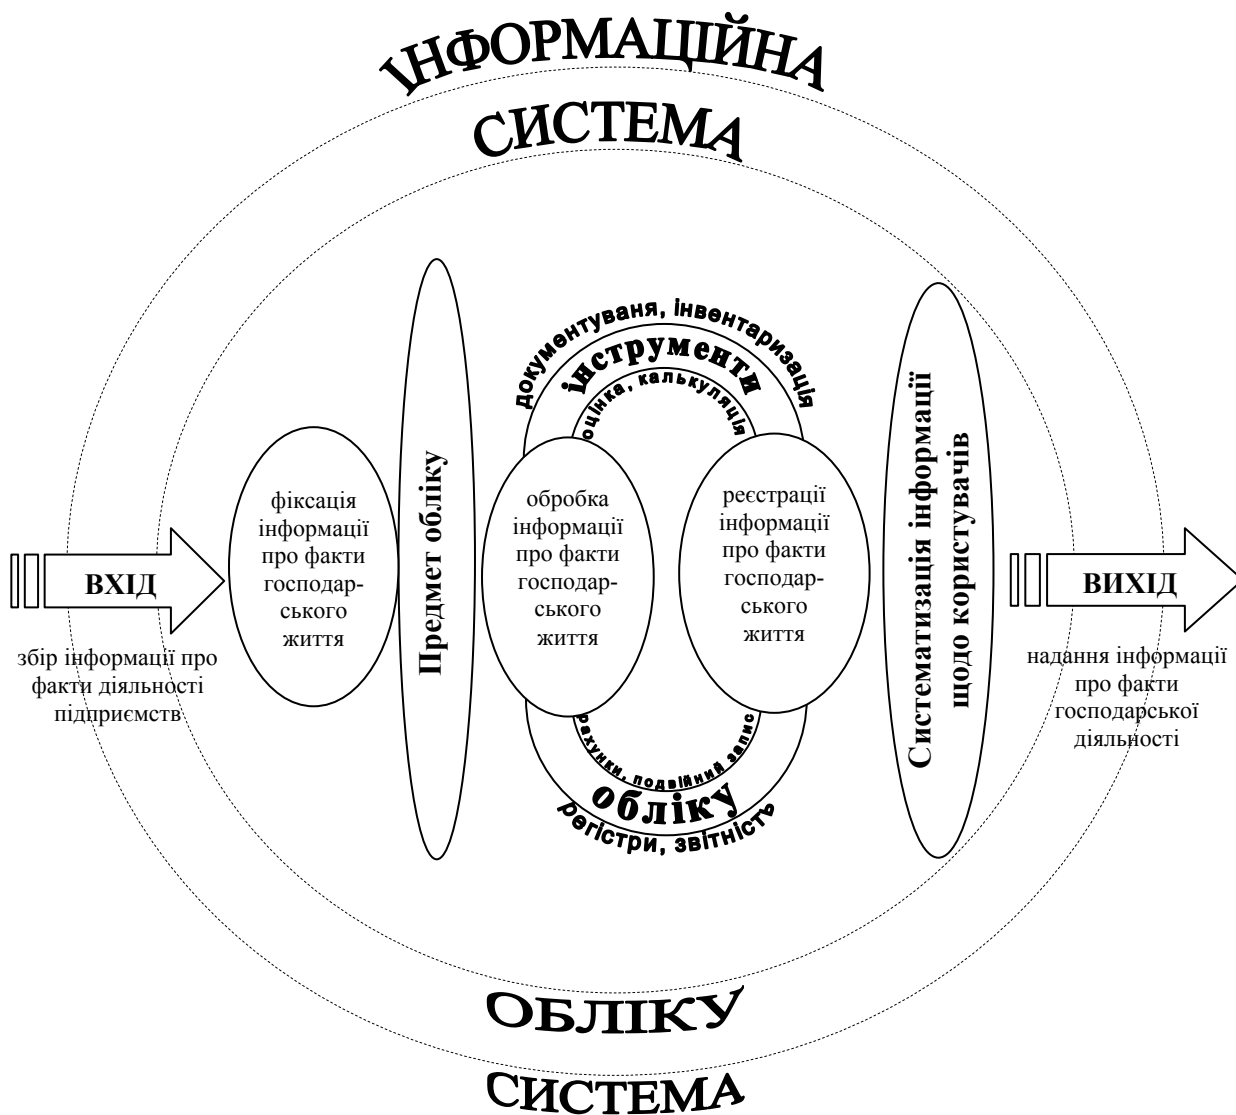 ІНФОРМАЦІЙНА
СИСТЕМА
документуваня, інвентаризація
інструменти
оцінка, калькуляція
ВХІД
збір інформації про
факти діяльності
підприємств
фіксація
інформації
про факти
господар-
ського
життя
Предмет обліку
обробка
інформації
про факти
господар-
ського
життя
реєстрації
інформації
про факти
господар-
ського
життя
Систематизація інформації
щодо користувачів
ВИХІД
надання інформації
про факти
господарської
діяльності
рахунки, подвійний запис
обліку
регістри, звітність
ОБЛІКУ
СИСТЕМА